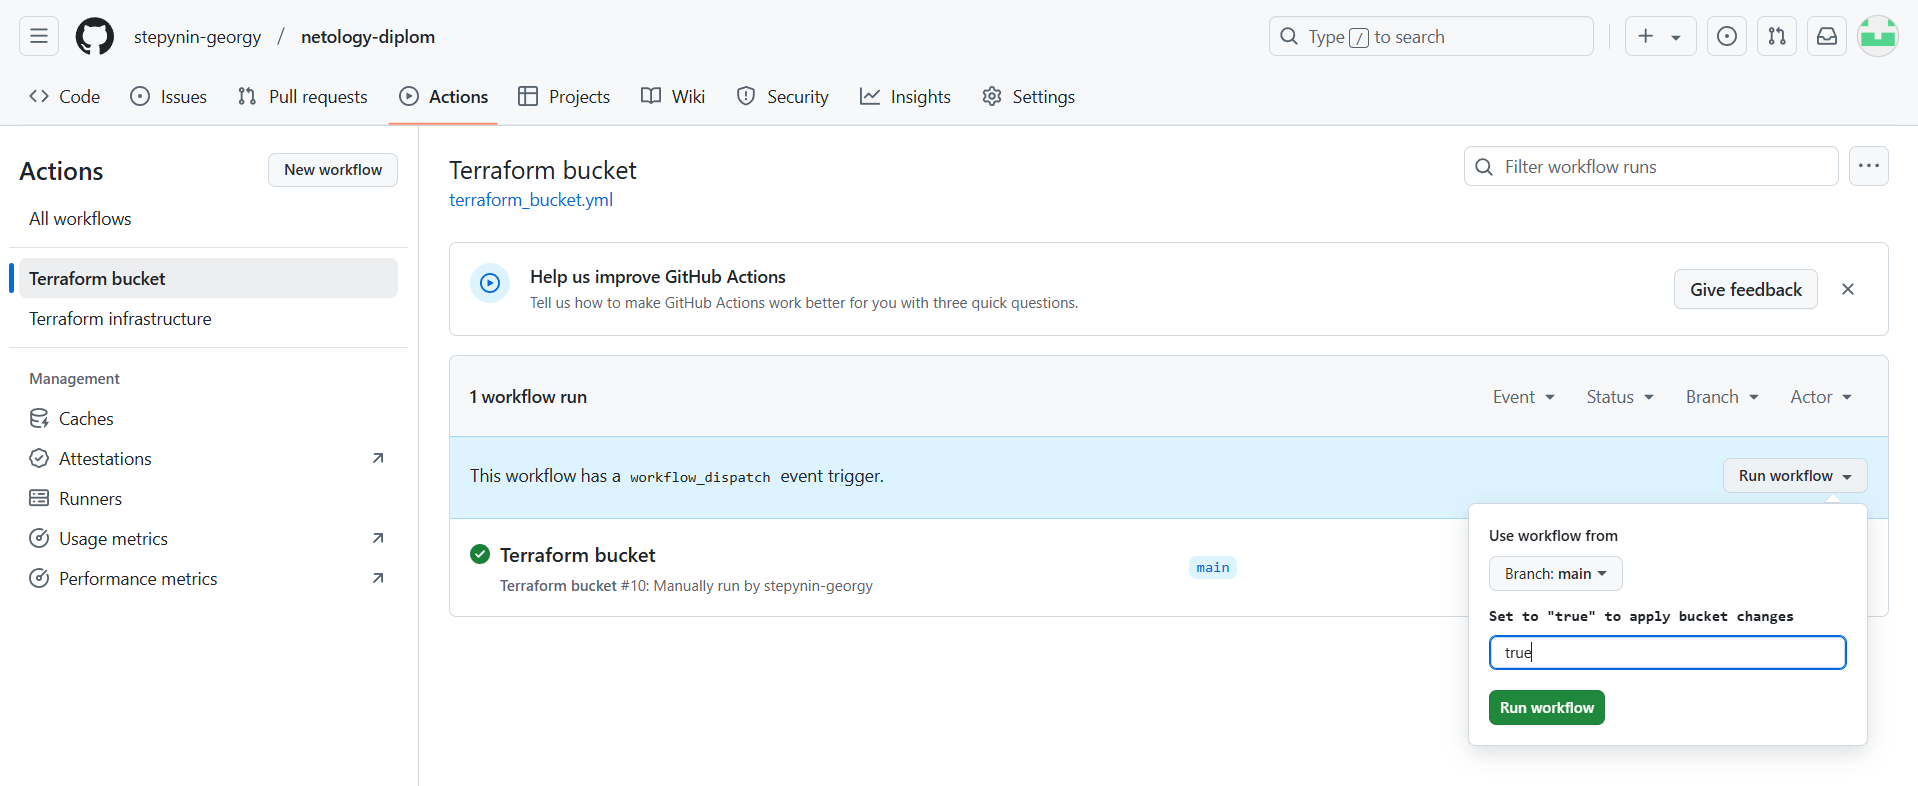 stepynin-georgy / netology-diplom
Type / to search
Code
Issues
Pull requests
Actions
Projects
Wiki
Security
Insights
Settings
Actions
New workflow
All workflows
Terraform bucket
Terraform infrastructure
Management
Caches
Attestations
Runners
Usage metrics
Performance metrics
Terraform bucket
terraform_bucket.yml
Filter workflow runs
Help us improve GitHub Actions
Tell us how to make GitHub Actions work better for you with three quick questions.
Give feedback
1 workflow run
Event
Status
Branch
Actor
This workflow has a workflow_dispatch event trigger.
Run workflow
Terraform bucket
Terraform bucket #10: Manually run by stepynin-georgy
main
Use workflow from
Branch: main
Set to "true" to apply bucket changes
true
Run workflow